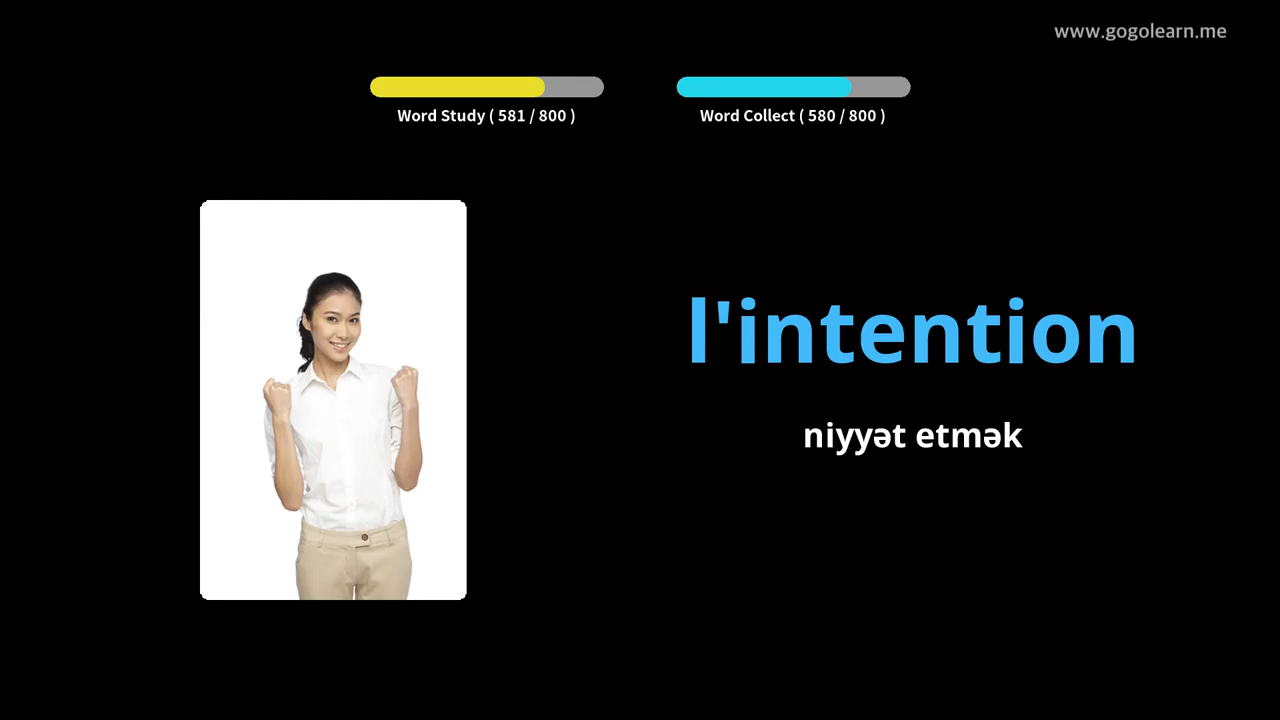 www.gogolearn.me
Word Study ( 581 / 800 )
Word Collect ( 580 / 800 )
l'intention
niyyət etmək